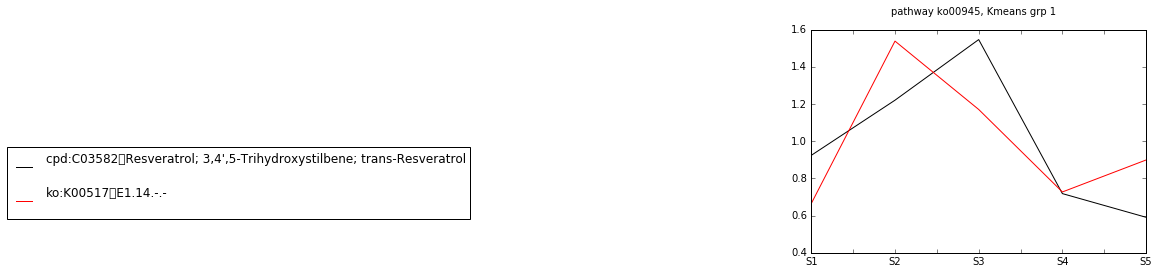 pathway ko00945, Kmeans grp 1
1.6
1.4
1.2
1.0
0.8
0.6
0.4
S1 S2 S3 S4 S5
cpd:C03582▯Resveratrol; 3,4',5-Trihydroxystilbene; trans-Resveratrol
ko:K00517▯E1.14.-.-